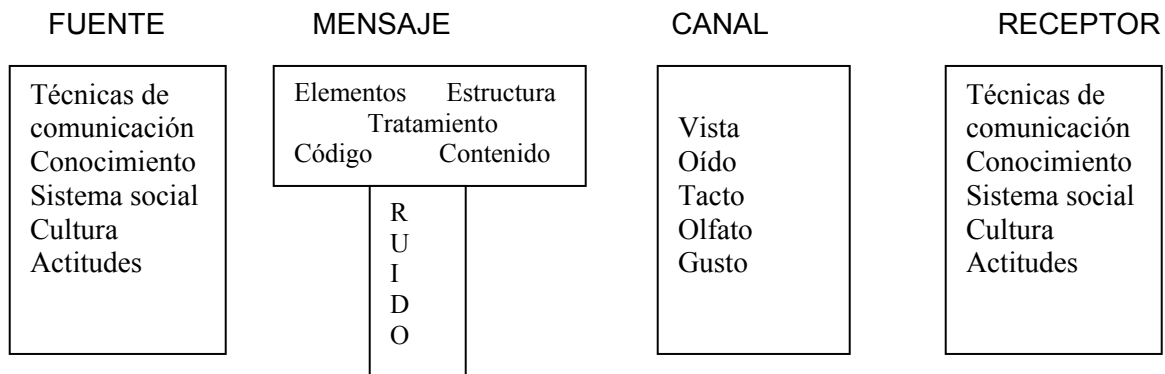 FUENTE
Técnicas de
comunicación
Conocimiento
Sistema social
Cultura
Actitudes
MENSAJE
Elementos Estructura
Tratamiento
Código Contenido
R
U
I
D
O
CANAL
Vista
Oído
Tacto
Olfato
Gusto
RECEPTOR
Técnicas de
comunicación
Conocimiento
Sistema social
Cultura
Actitudes